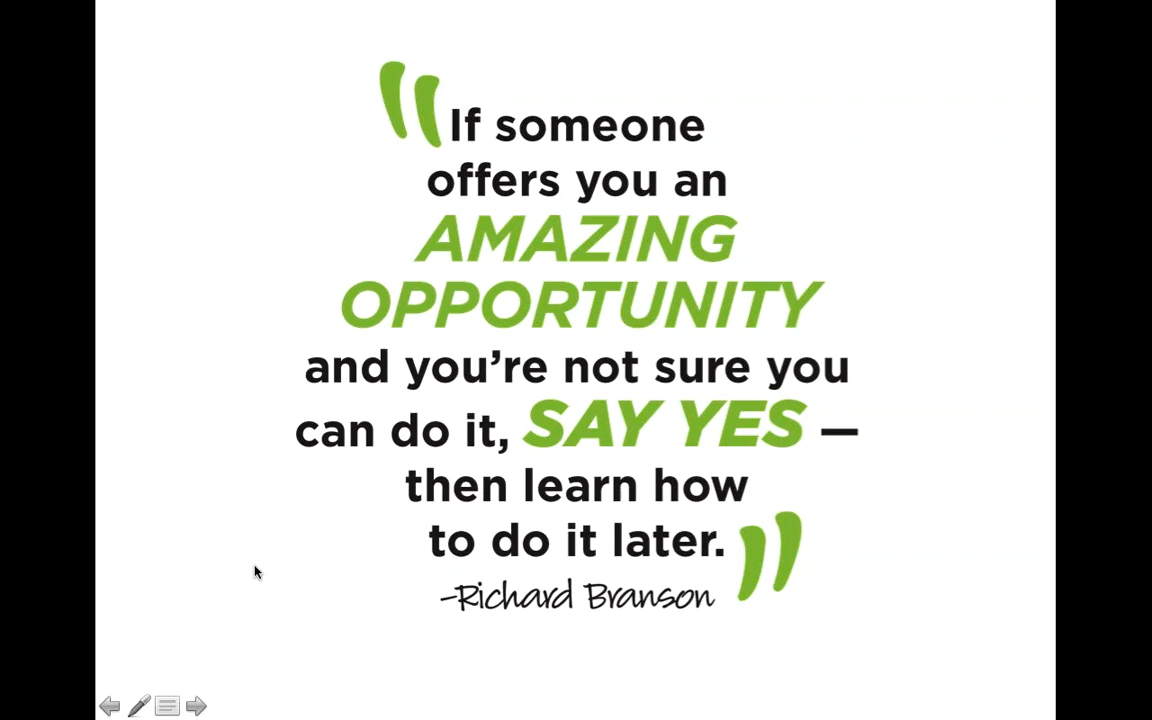 "If someone
offers you an
AMAZING
OPPORTUNITY
and you’re not sure you
can do it, SAY YES —
then learn how
to do it later."
-Richard Branson